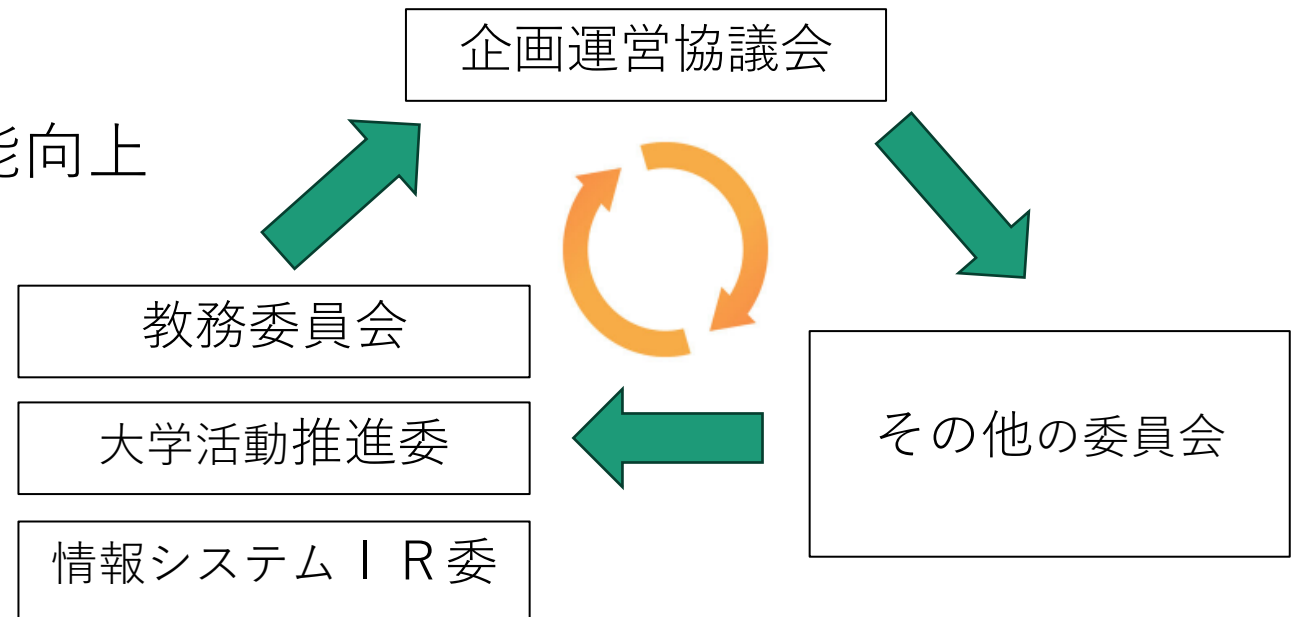 企画運営協議会
能向上
教務委員会
大学活動推進委
その他の委員会
情報システムＩＲ委